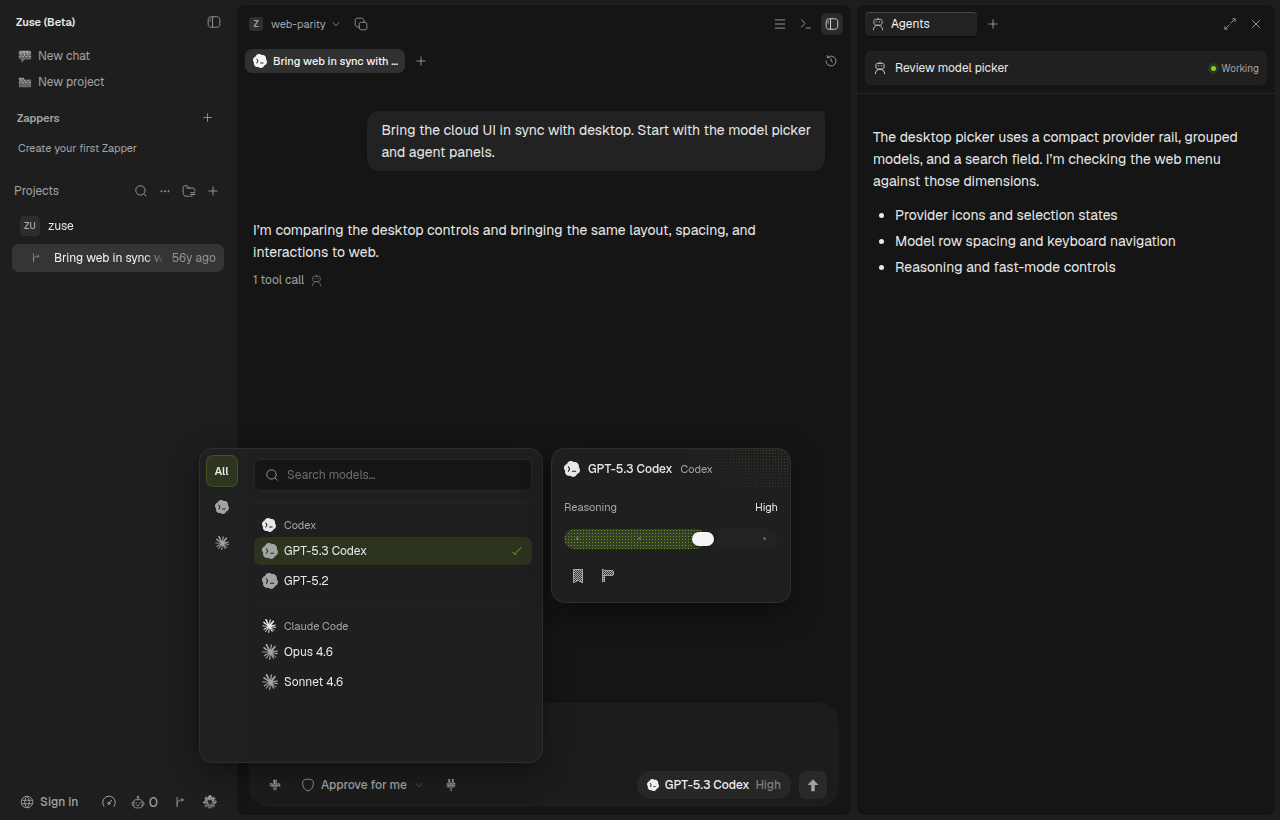 Zuse (Beta)
New chat
New project
Zappers
Create your first Zapper
Projects
ZU zuse
Bring web in sync w 56y ago
Sign in
0
Z web-parity
Bring web in sync with …
Bring the cloud UI in sync with desktop. Start with the model picker
and agent panels.
I’m comparing the desktop controls and bringing the same layout, spacing, and
interactions to web.
1 tool call
All
Search models…
Codex
GPT-5.3 Codex
GPT-5.2
Claude Code
Opus 4.6
Sonnet 4.6
GPT-5.3 Codex Codex
Reasoning High
Approve for me
GPT-5.3 Codex High
Agents
Review model picker Working
The desktop picker uses a compact provider rail, grouped
models, and a search field. I’m checking the web menu
against those dimensions.
• Provider icons and selection states
• Model row spacing and keyboard navigation
• Reasoning and fast-mode controls